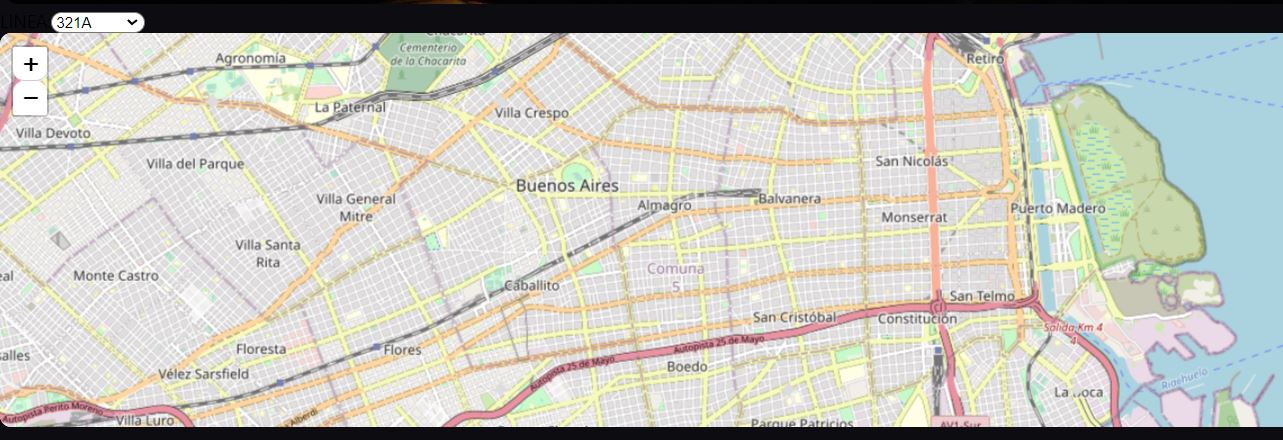 LINEA 321A
Chacarita
+
−
Agronomía
Cementerio
de la Chacarita
Retiro
La Paternal
Villa Crespo
Villa Devoto
Villa del Parque
San Nicolás
Buenos Aires
Villa General
Mitre
Almagro
Balvanera
Puerto Madero
Monserrat
Villa Santa
Rita
Monte Castro
Comuna
5
Caballito
San Telmo
San Cristóbal
Constitución
Salida Km 4
4
Floresta
Flores
Autopista 25 de Mayo
Autopista 25 de Mayo
Boedo
Vélez Sarsfield
Riachuelo
La Boca
Autopista Perito Moreno
Villa Luro
Alberdi
Parque Patricios
AV1-Sur